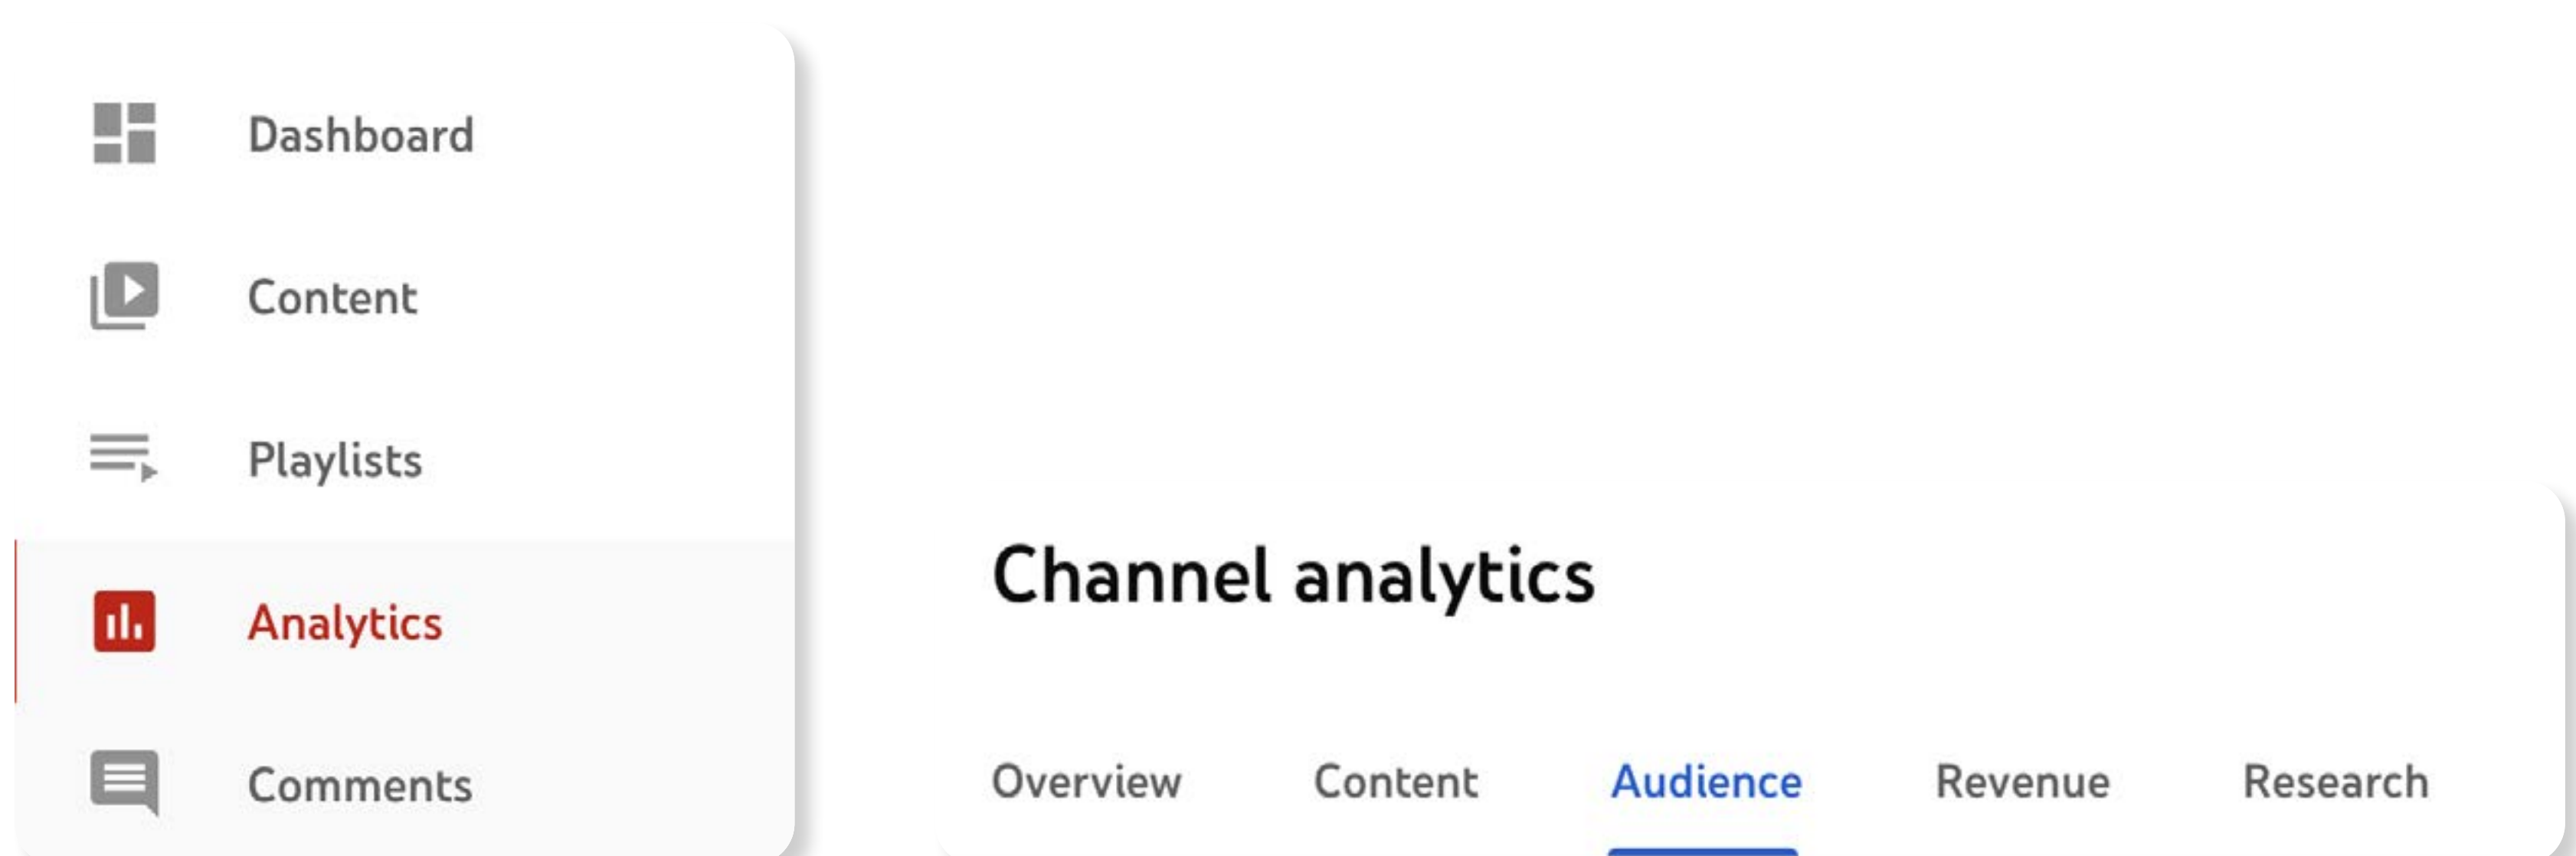 Dashboard
Content
Playlists
Analytics
Comments
Channel analytics
Overview Content Audience Revenue Research